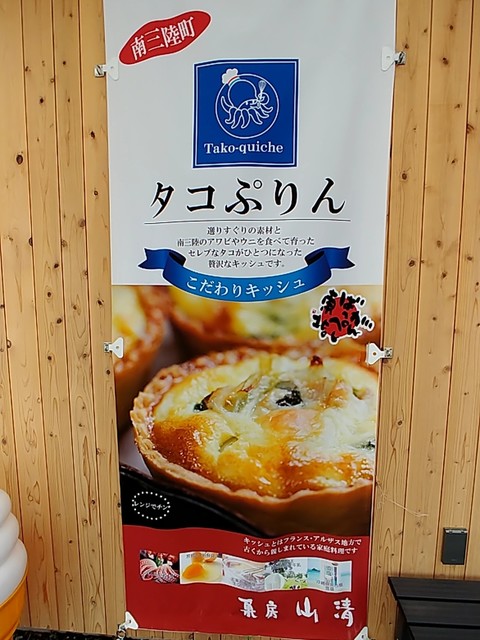 南三陸町
Tako-quiche
タコぷりん
選りすぐりの素材と
南三陸のアワビやウニを食べて育った
セレブなタコがひとつになった
贅沢なキッシュです。
こだわりキッシュ
レンジでチン
キッシュとはフランス・アルザス地方で
古くから親しまれている家庭料理です
菓房 山清